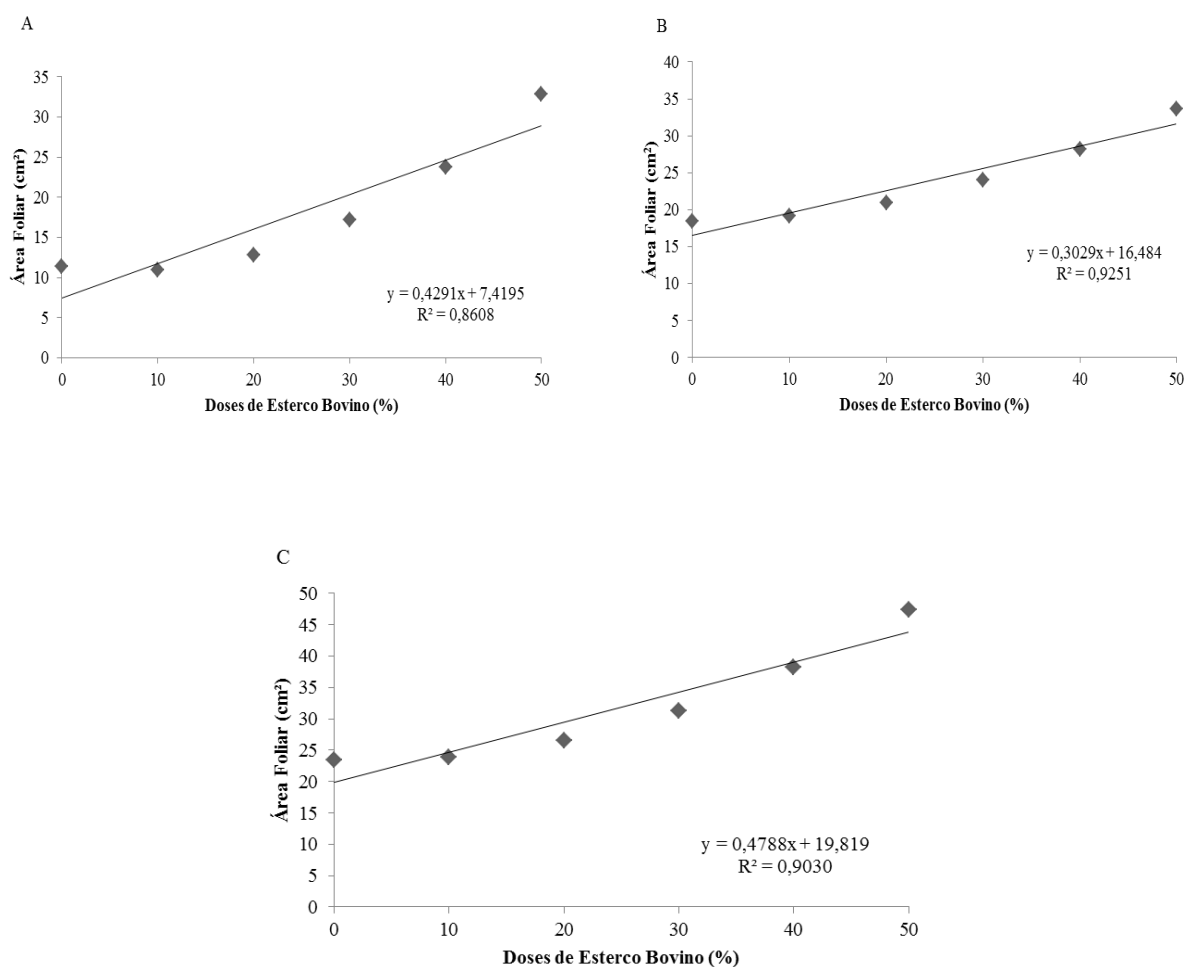 A
35
30
25
20
15
10
5
0
Área Foliar (cm²)
y = 0,4291x + 7,4195
R² = 0,8608
0 10 20 30 40 50
Doses de Esterco Bovino (%)
B
40
35
30
25
20
15
10
5
0
Área Foliar (cm²)
y = 0,3029x + 16,484
R² = 0,9251
0 10 20 30 40 50
Doses de Esterco Bovino (%)
C
50
45
40
35
30
25
20
15
10
5
0
Área Foliar (cm²)
y = 0,4788x + 19,819
R² = 0,9030
0 10 20 30 40 50
Doses de Esterco Bovino (%)